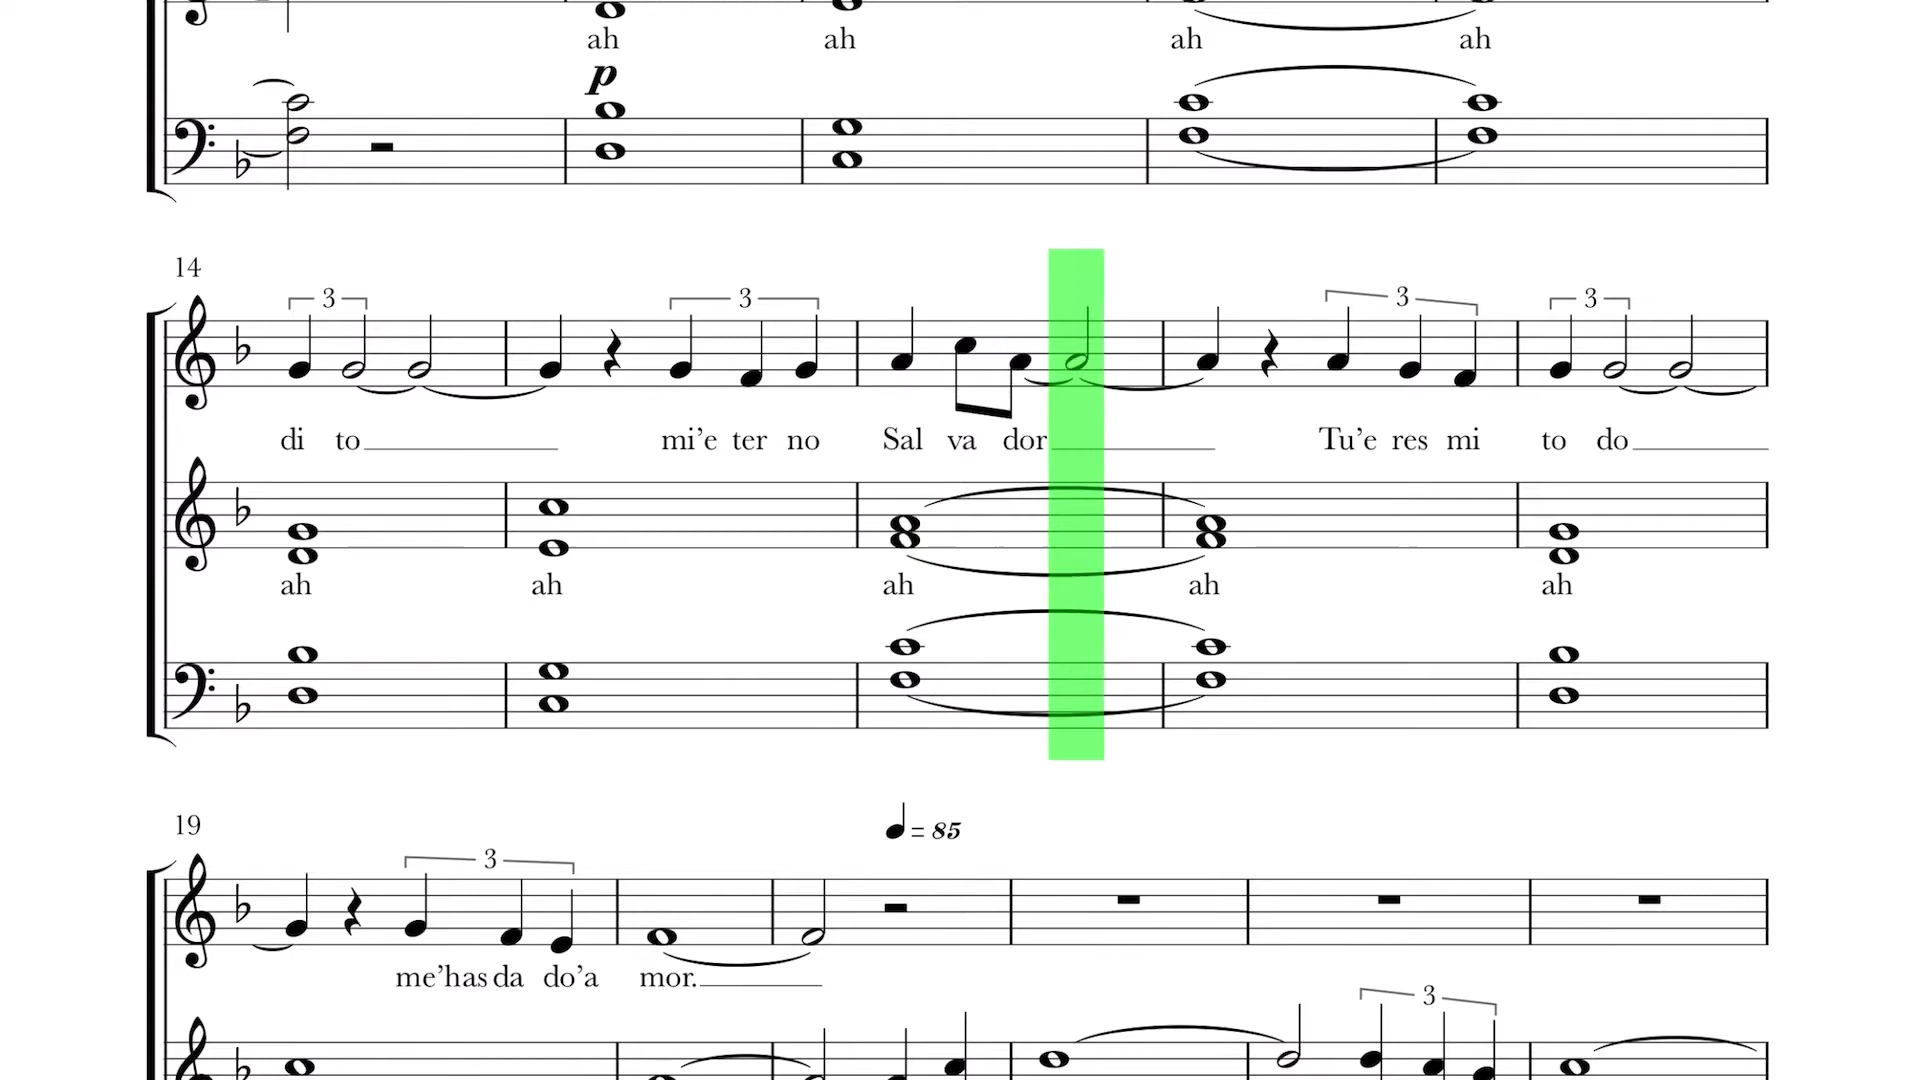 ah ah ah ah
p
14
3 3 3 3
di to mi’e ter no Sal va dor Tu’e res mi to do
ah ah ah ah ah
19
= 85
3
me’has da do’a mor.
3